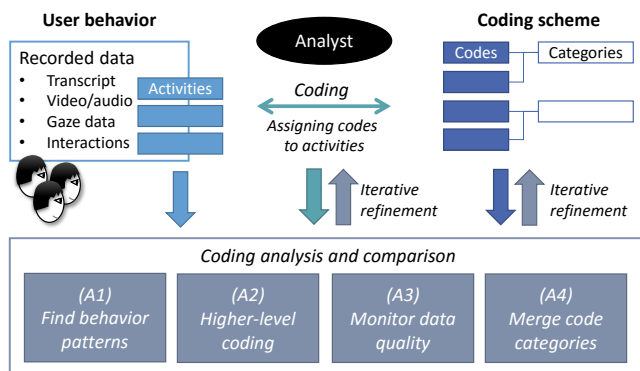 User behavior
Recorded data
• Transcript
• Video/audio
• Gaze data
• Interactions
Activities
Analyst
Coding
Assigning codes
to activities
Coding scheme
Codes
Categories
Iterative
refinement
Iterative
refinement
Coding analysis and comparison
(A1)
Find behavior
patterns
(A2)
Higher-level
coding
(A3)
Monitor data
quality
(A4)
Merge code
categories